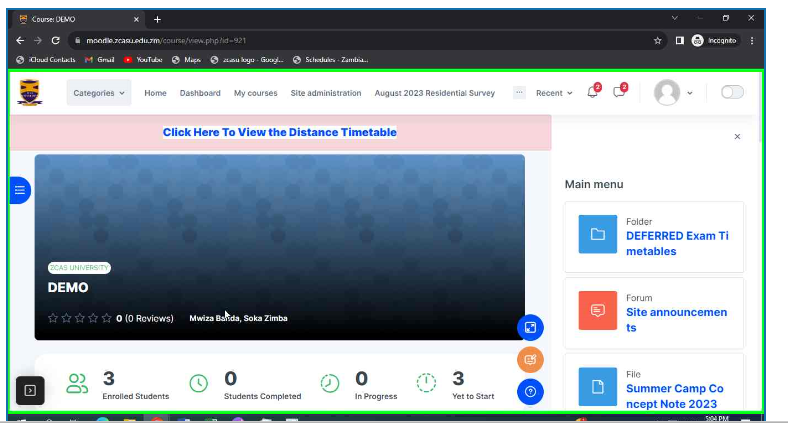 Course: DEMO
moodle.zcasu.edu.zm/course/view.php?id=921
Incognito
iCloud Contacts Gmail YouTube Maps zcasu logo - Googl... Schedules - Zambia...
Categories Home Dashboard My courses Site administration August 2023 Residential Survey ... Recent 2 2
Click Here To View the Distance Timetable
Main menu
Folder
DEFERRED Exam Ti
metables
ZCAS UNIVERSITY
DEMO
0 (0 Reviews) Mwiza Banda, Soka Zimba
Forum
Site announcemen
ts
3 Enrolled Students
0 Students Completed
0 In Progress
3 Yet to Start
File
Summer Camp Co
ncept Note 2023
5:04 PM